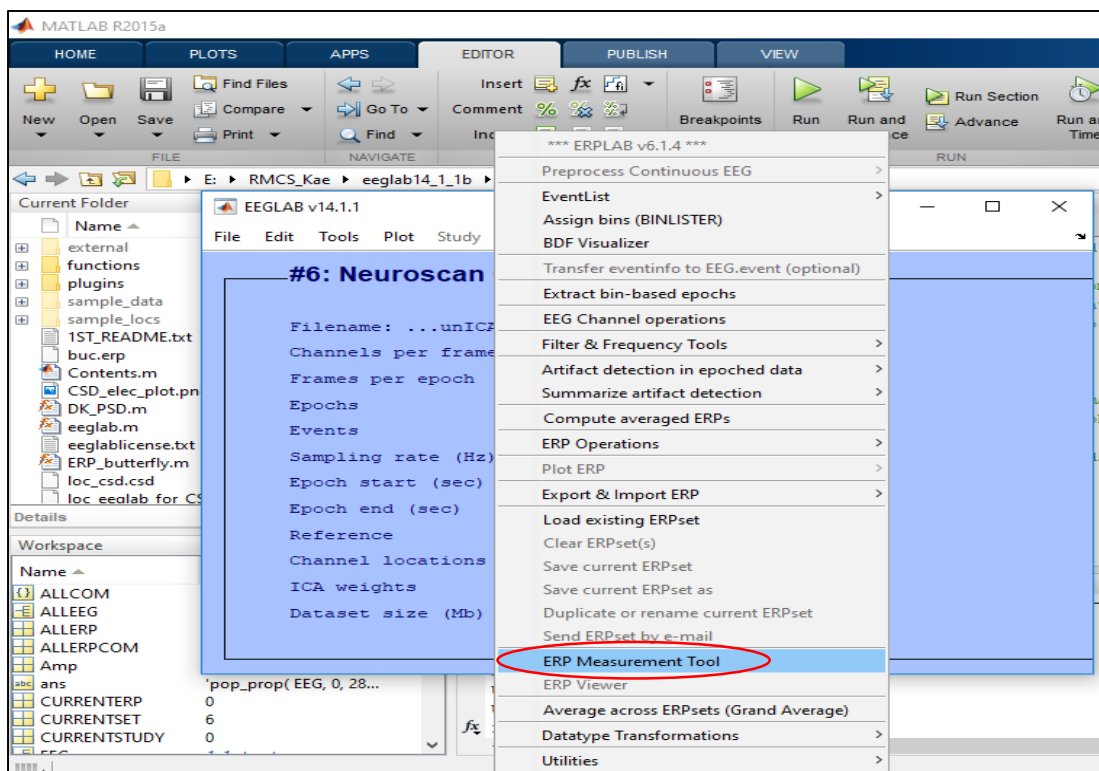 MATLAB R2015a
HOME PLOTS APPS EDITOR PUBLISH VIEW
New Open Save
Find Files
Compare
Print
FILE
Go To
Find
NAVIGATE
Insert
Comment
Breakpoints
Run
Run and
Run Section
Advance
Time
RUN
E: RMCS_Kae eeglab14_1_1b
Current Folder
Name
external
functions
plugins
sample_data
sample_locs
1ST_README.txt
buc.erp
Contents.m
CSD_elec_plot.pn
DK_PSD.m
eeglab.m
eeglablicense.txt
ERP_butterfly.m
loc_csd.csd
loc_eeglab_for_CS
Details
Workspace
Name
ALLCOM
ALLEEG
ALLERP
ALLERPCOM
Amp
ans 'pop_prop( EEG, 0, 28...
CURRENTERP 0
CURRENTSET 6
CURRENTSTUDY 0
EEGLAB v14.1.1
File Edit Tools Plot Study
#6: Neuroscan
Filename: ...unICA
Channels per frame
Frames per epoch
Epochs
Events
Sampling rate (Hz)
Epoch start (sec)
Epoch end (sec)
Reference
Channel locations
ICA weights
Dataset size (Mb)
*** ERPLAB v6.1.4 ***
Preprocess Continuous EEG
EventList
Assign bins (BINLISTER)
BDF Visualizer
Transfer eventinfo to EEG.event (optional)
Extract bin-based epochs
EEG Channel operations
Filter & Frequency Tools
Artifact detection in epoched data
Summarize artifact detection
Compute averaged ERPs
ERP Operations
Plot ERP
Export & Import ERP
Load existing ERPset
Clear ERPset(s)
Save current ERPset
Save current ERPset as
Duplicate or rename current ERPset
Send ERPset by e-mail
ERP Measurement Tool
ERP Viewer
Average across ERPsets (Grand Average)
Datatype Transformations
Utilities
fx